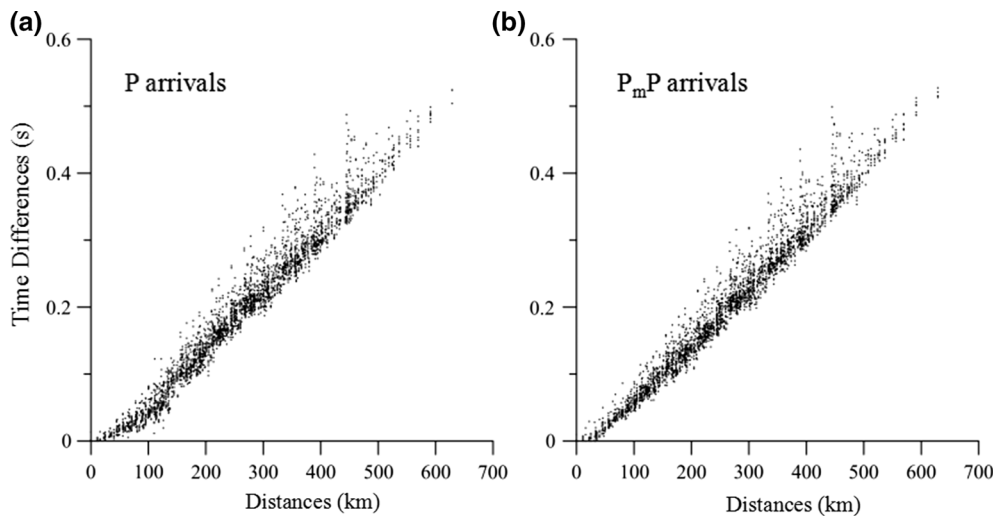 (a)
P arrivals
Time Differences (s)
0.6
0.4
0.2
0
0 100 200 300 400 500 600 700
Distances (km)
(b)
PmP arrivals
0.6
0.4
0.2
0
0 100 200 300 400 500 600 700
Distances (km)